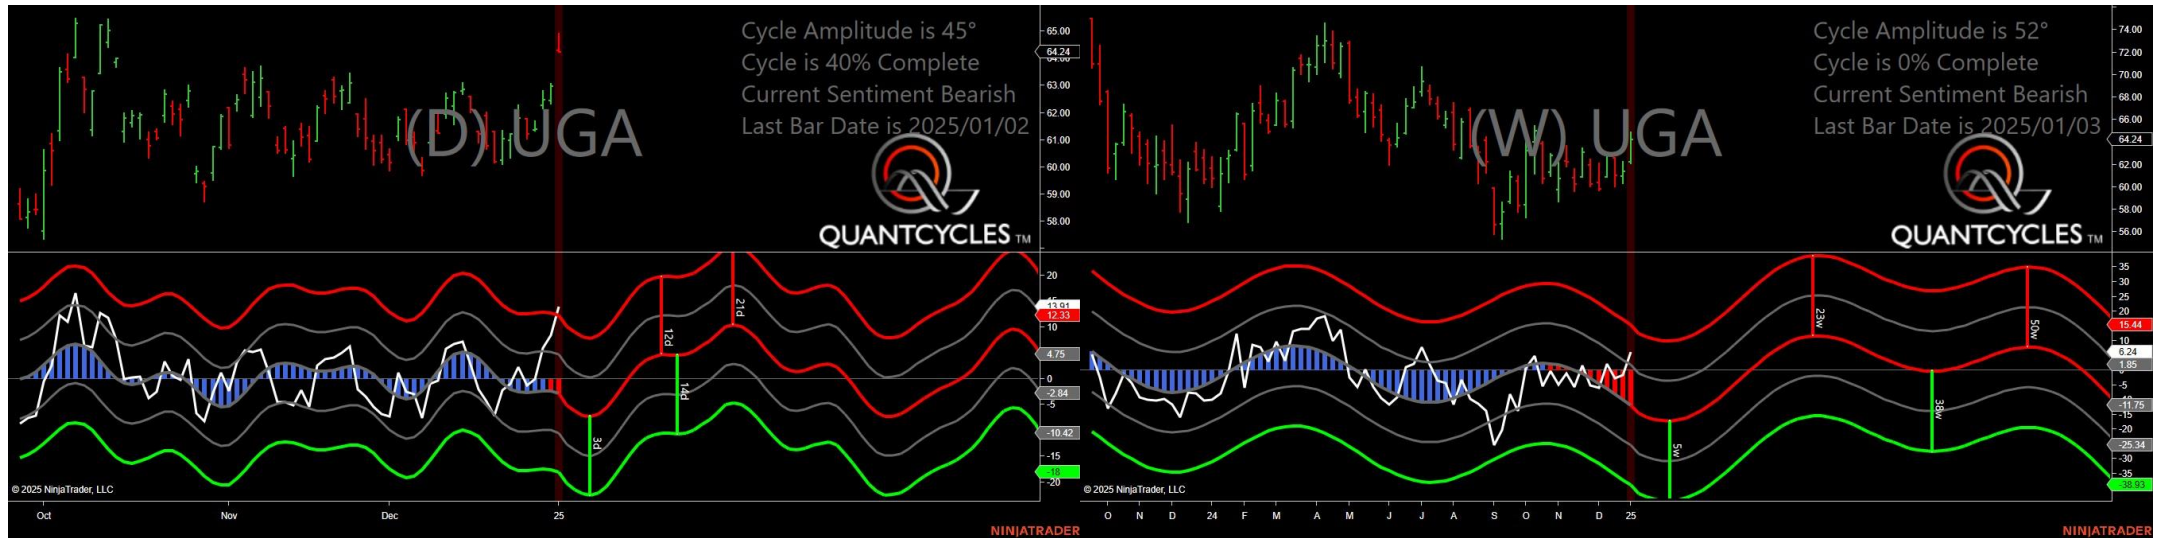 Cycle Amplitude is 45°
Cycle is 40% Complete
Current Sentiment Bearish
Last Bar Date is 2025/01/02
(D) UGA
QUANTCYCLES TM
65.00
64.24
64.00
63.00
62.00
61.00
60.00
59.00
58.00
20
13.91
12.33
10
4.75
0
-2.84
-5
-10.42
-15
-18
-20
3d
12d
14d
21d
© 2025 NinjaTrader, LLC
Oct Nov Dec 25
NINJATRADER
Cycle Amplitude is 52°
Cycle is 0% Complete
Current Sentiment Bearish
Last Bar Date is 2025/01/03
(W) UGA
QUANTCYCLES TM
74.00
72.00
70.00
68.00
66.00
64.24
62.00
60.00
58.00
56.00
35
30
25
20
15.44
10
6.24
1.85
-5
-11.75
-15
-20
-25.34
-30
-35
-38.93
5w
23w
38w
50w
© 2025 NinjaTrader, LLC
O N D 24 F M A M J J A S O N D 25
NINJATRADER